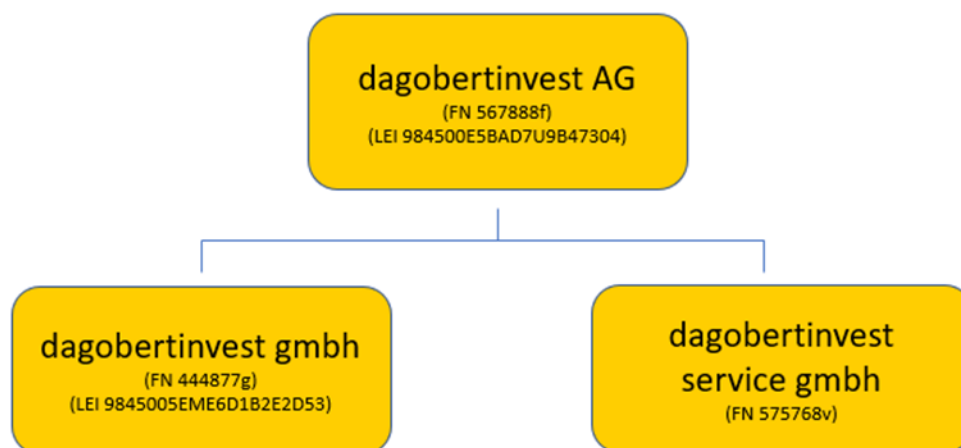 dagobertinvest AG
(FN 567888f)
(LEI 984500E5BAD7U9B47304)
dagobertinvest gmbh
(FN 444877g)
(LEI 9845005EME6D1B2E2D53)
dagobertinvest
service gmbh
(FN 575768v)